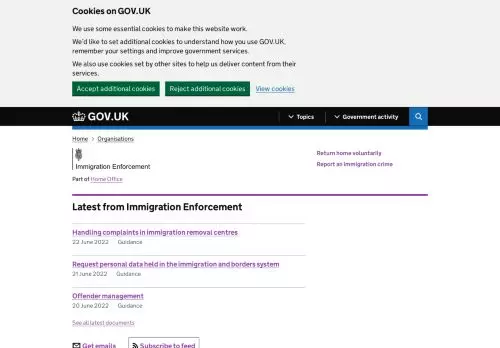 Cookies on GOV.UK
We use some essential cookies to make this website work.
We'd like to set additional cookies to understand how you use GOV.UK,
remember your settings and improve government services.
We also use cookies set by other sites to help us deliver content from their
services.
Accept additional cookies Reject additional cookies View cookies
GOV.UK Topics Government activity
Home Organisations
Immigration Enforcement
Part of Home Office
Return home voluntarily
Report an immigration crime
Latest from Immigration Enforcement
Handling complaints in immigration removal centres
22 June 2022 Guidance
Request personal data held in the immigration and borders system
21 June 2022 Guidance
Offender management
20 June 2022 Guidance
See all latest documents
Get emails Subscribe to feed